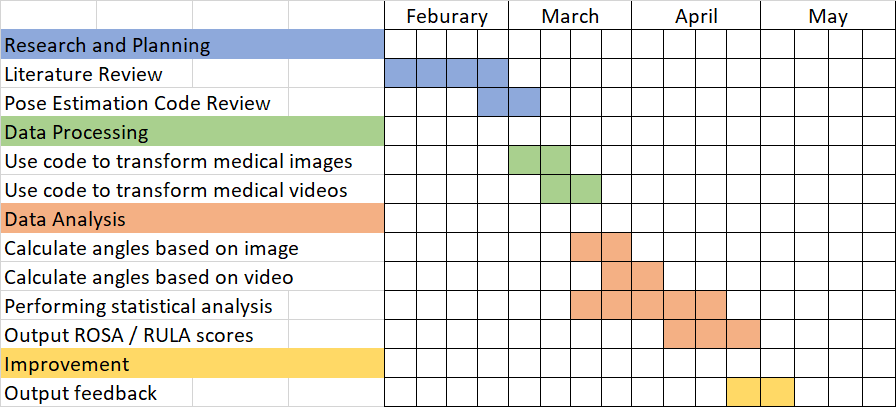 Feburary March April May
Research and Planning
Literature Review
Pose Estimation Code Review
Data Processing
Use code to transform medical images
Use code to transform medical videos
Data Analysis
Calculate angles based on image
Calculate angles based on video
Performing statistical analysis
Output ROSA / RULA scores
Improvement
Output feedback